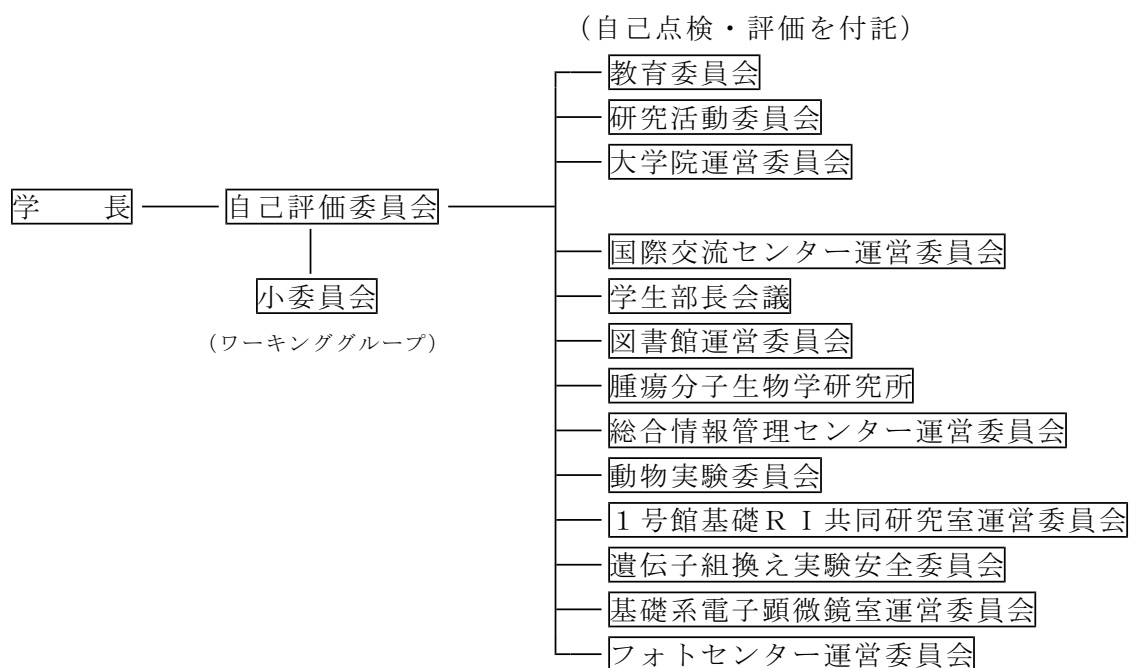 （自己点検・評価を付託）
教育委員会
研究活動委員会
大学院運営委員会
学　　長
自己評価委員会
小委員会
（ワーキンググループ）
国際交流センター運営委員会
学生部長会議
図書館運営委員会
腫瘍分子生物学研究所
総合情報管理センター運営委員会
動物実験委員会
１号館基礎ＲＩ共同研究室運営委員会
遺伝子組換え実験安全委員会
基礎系電子顕微鏡室運営委員会
フォトセンター運営委員会